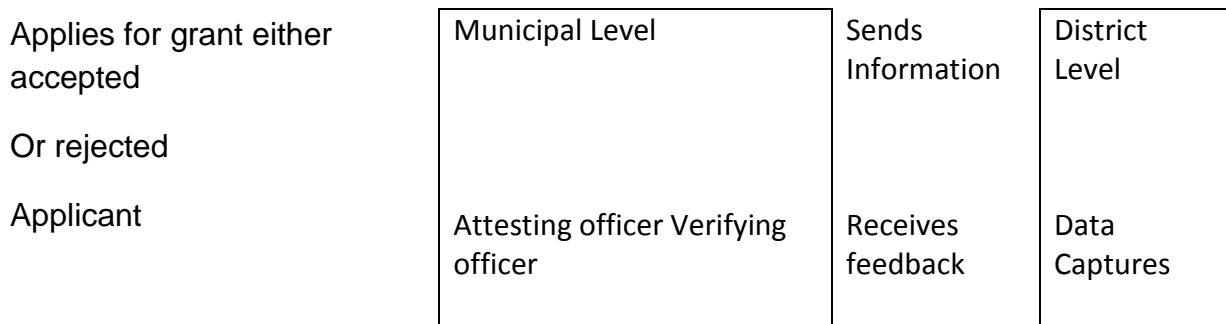 Applies for grant either
accepted
Or rejected
Applicant
Municipal Level
Attesting officer Verifying
officer
Sends
Information
Receives
feedback
District
Level
Data
Captures